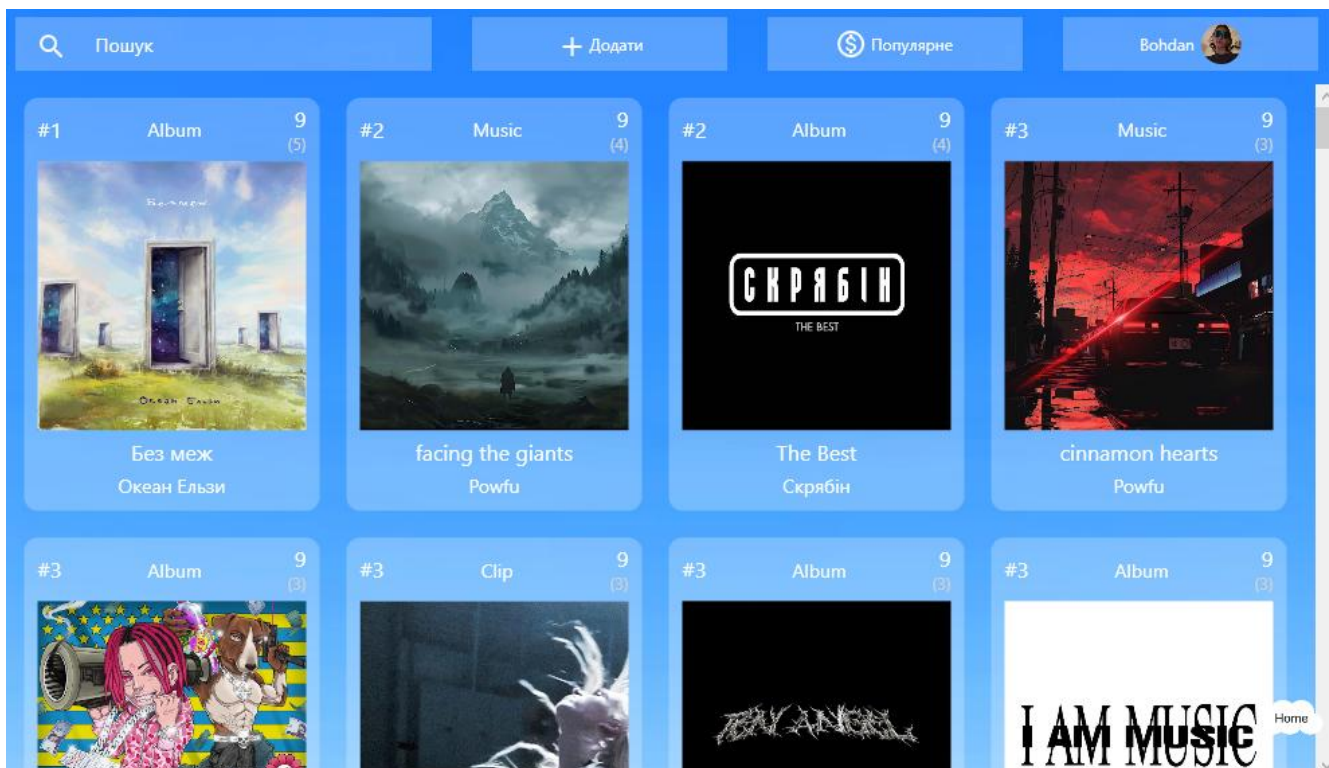 Пошук
Додати
Популярне
Bohdan
#1 Album 9
(5)
#2 Music 9
(4)
#2 Album 9
(4)
#3 Music 9
(3)
Без меж
Океан Ельзи
СКРЯБІН
THE BEST
Без меж
Океан Ельзи
facing the giants
Powfu
The Best
Скрябін
cinnamon hearts
Powfu
#3 Album 9
(3)
#3 Clip 9
(3)
#3 Album 9
(3)
#3 Album 9
(3)
I AM MUSIC
Home